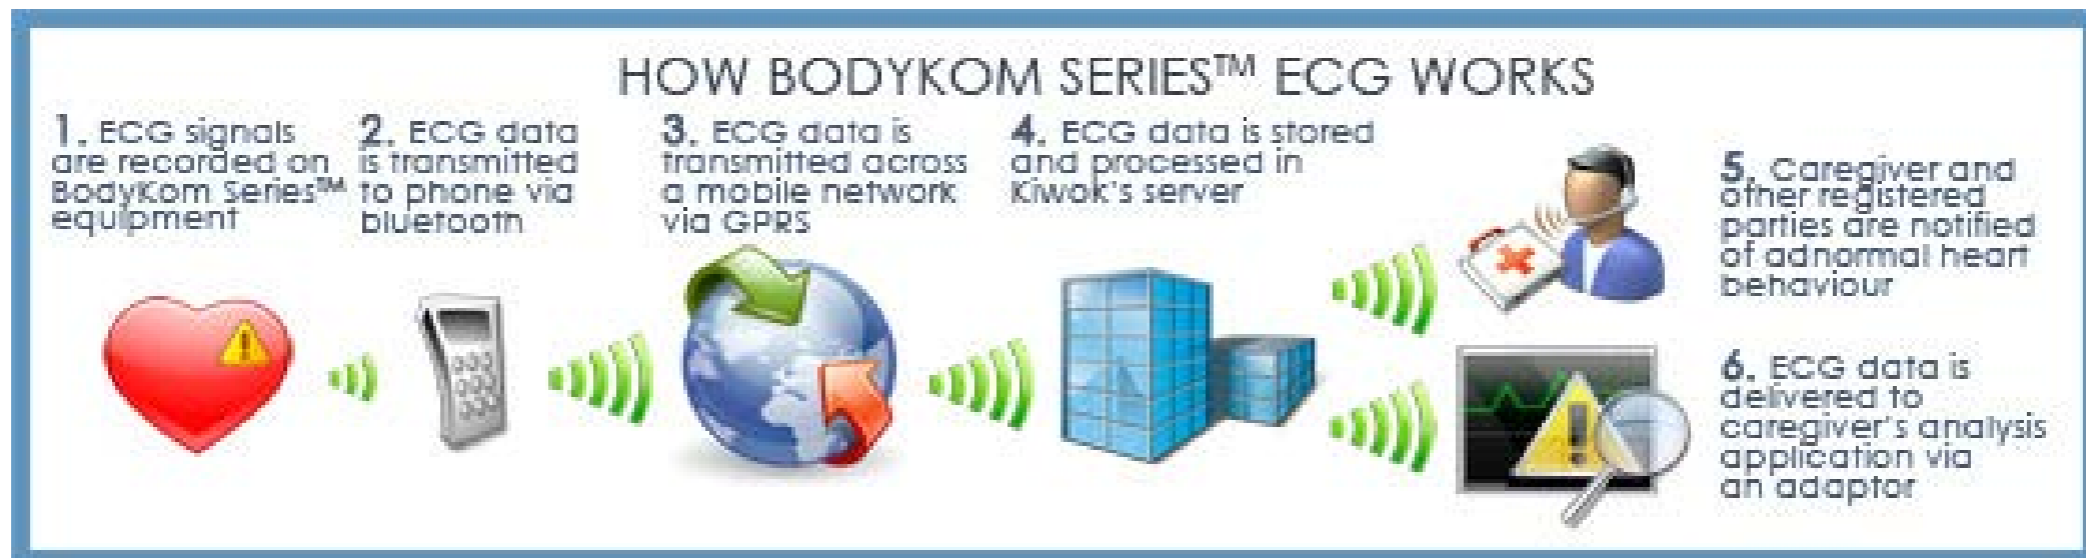 HOW BODYKOM SERIES™ ECG WORKS
1. ECG signals
are recorded on
BodyKom Series™
equipment
2. ECG data
is transmitted
to phone via
bluetooth
3. ECG data is
transmitted across
a mobile network
via GPRS
4. ECG data is stored
and processed in
Kiwok's server
5. Caregiver and
other registered
parties are notified
of adnormal heart
behaviour
6. ECG data is
delivered to
caregiver's analysis
application via
an adaptor